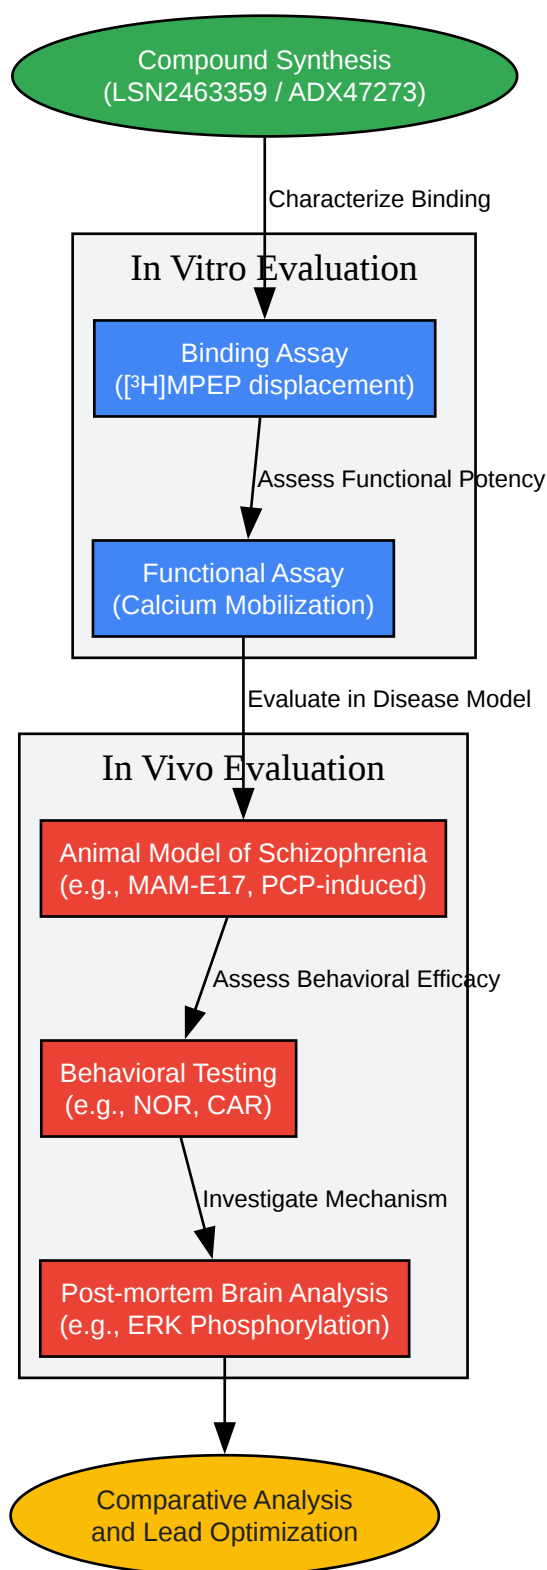 Compound Synthesis
(LSN2463359 / ADX47273)
Characterize Binding
In Vitro Evaluation
Binding Assay
([³H]MPEP displacement)
Assess Functional Potency
Functional Assay
(Calcium Mobilization)
Evaluate in Disease Model
In Vivo Evaluation
Animal Model of Schizophrenia
(e.g., MAM-E17, PCP-induced)
Assess Behavioral Efficacy
Behavioral Testing
(e.g., NOR, CAR)
Investigate Mechanism
Post-mortem Brain Analysis
(e.g., ERK Phosphorylation)
Comparative Analysis
and Lead Optimization